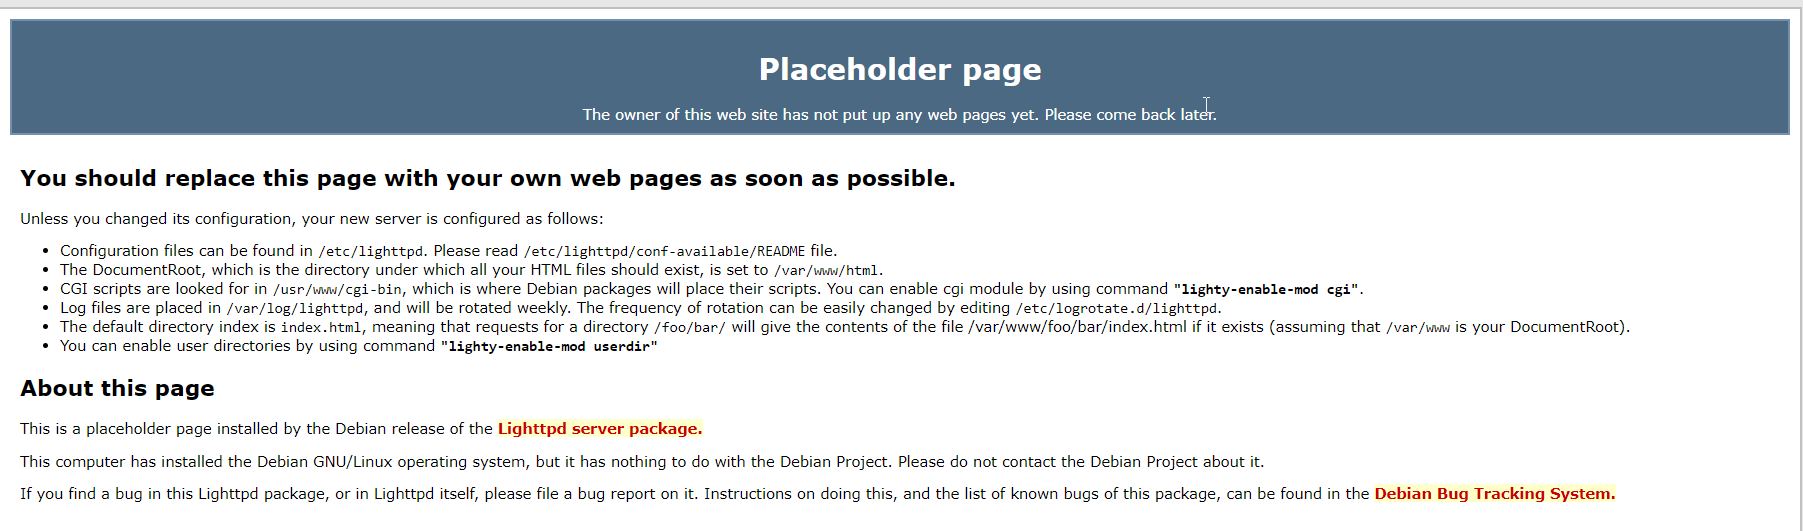 Placeholder page
The owner of this web site has not put up any web pages yet. Please come back later.
You should replace this page with your own web pages as soon as possible.
Unless you changed its configuration, your new server is configured as follows:
• Configuration files can be found in /etc/lighttpd. Please read /etc/lighttpd/conf-available/README file.
• The DocumentRoot, which is the directory under which all your HTML files should exist, is set to /var/www/html.
• CGI scripts are looked for in /usr/www/cgi-bin, which is where Debian packages will place their scripts. You can enable cgi module by using command "lighty-enable-mod cgi".
• Log files are placed in /var/log/lighttpd, and will be rotated weekly. The frequency of rotation can be easily changed by editing /etc/logrotate.d/lighttpd.
• The default directory index is index.html, meaning that requests for a directory /foo/bar/ will give the contents of the file /var/www/foo/bar/index.html if it exists (assuming that /var/www is your DocumentRoot).
• You can enable user directories by using command "lighty-enable-mod userdir"
About this page
This is a placeholder page installed by the Debian release of the Lighttpd server package.
This computer has installed the Debian GNU/Linux operating system, but it has nothing to do with the Debian Project. Please do not contact the Debian Project about it.
If you find a bug in this Lighttpd package, or in Lighttpd itself, please file a bug report on it. Instructions on doing this, and the list of known bugs of this package, can be found in the Debian Bug Tracking System.